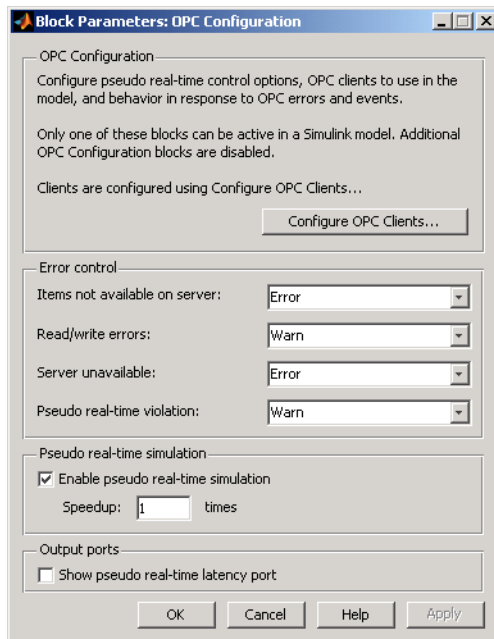 Block Parameters: OPC Configuration
OPC Configuration
Configure pseudo real-time control options, OPC clients to use in the
model, and behavior in response to OPC errors and events.
Only one of these blocks can be active in a Simulink model. Additional
OPC Configuration blocks are disabled.
Clients are configured using Configure OPC Clients...
Configure OPC Clients...
Error control
Items not available on server: Error
Read/write errors: Warn
Server unavailable: Error
Pseudo real-time violation: Warn
Pseudo real-time simulation
Enable pseudo real-time simulation
Speedup: 1 times
Output ports
Show pseudo real-time latency port
OK Cancel Help Apply